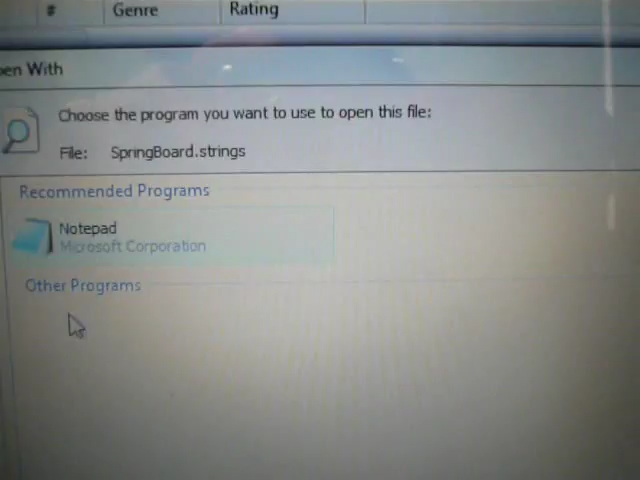 # Genre Rating
en With
Choose the program you want to use to open this file:
File: SpringBoard.strings
Recommended Programs
Notepad
Microsoft Corporation
Other Programs